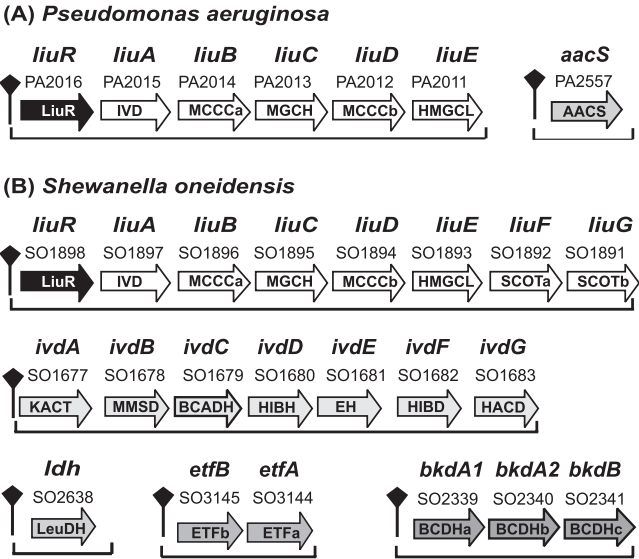 (A) Pseudomonas aeruginosa
liuR liuA liuB liuC liuD liuE aacS
PA2016 PA2015 PA2014 PA2013 PA2012 PA2011 PA2557
LiuR IVD MCCCa MGCH MCCCb HMGCL AACS
(B) Shewanella oneidensis
liuR liuA liuB liuC liuD liuE liuF liuG
SO1898 SO1897 SO1896 SO1895 SO1894 SO1893 SO1892 SO1891
LiuR IVD MCCCa MGCH MCCCb HMGCL SCOTa SCOTb
ivdA ivdB ivdC ivdD ivdE ivdF ivdG
SO1677 SO1678 SO1679 SO1680 SO1681 SO1682 SO1683
KACT MMSD BCADH HIBH EH HIBD HACD
ldh etfB etfA bkdA1 bkdA2 bkdB
SO2638 SO3145 SO3144 SO2339 SO2340 SO2341
LeuDH ETFb ETFa BCDHa BCDHb BCDHc